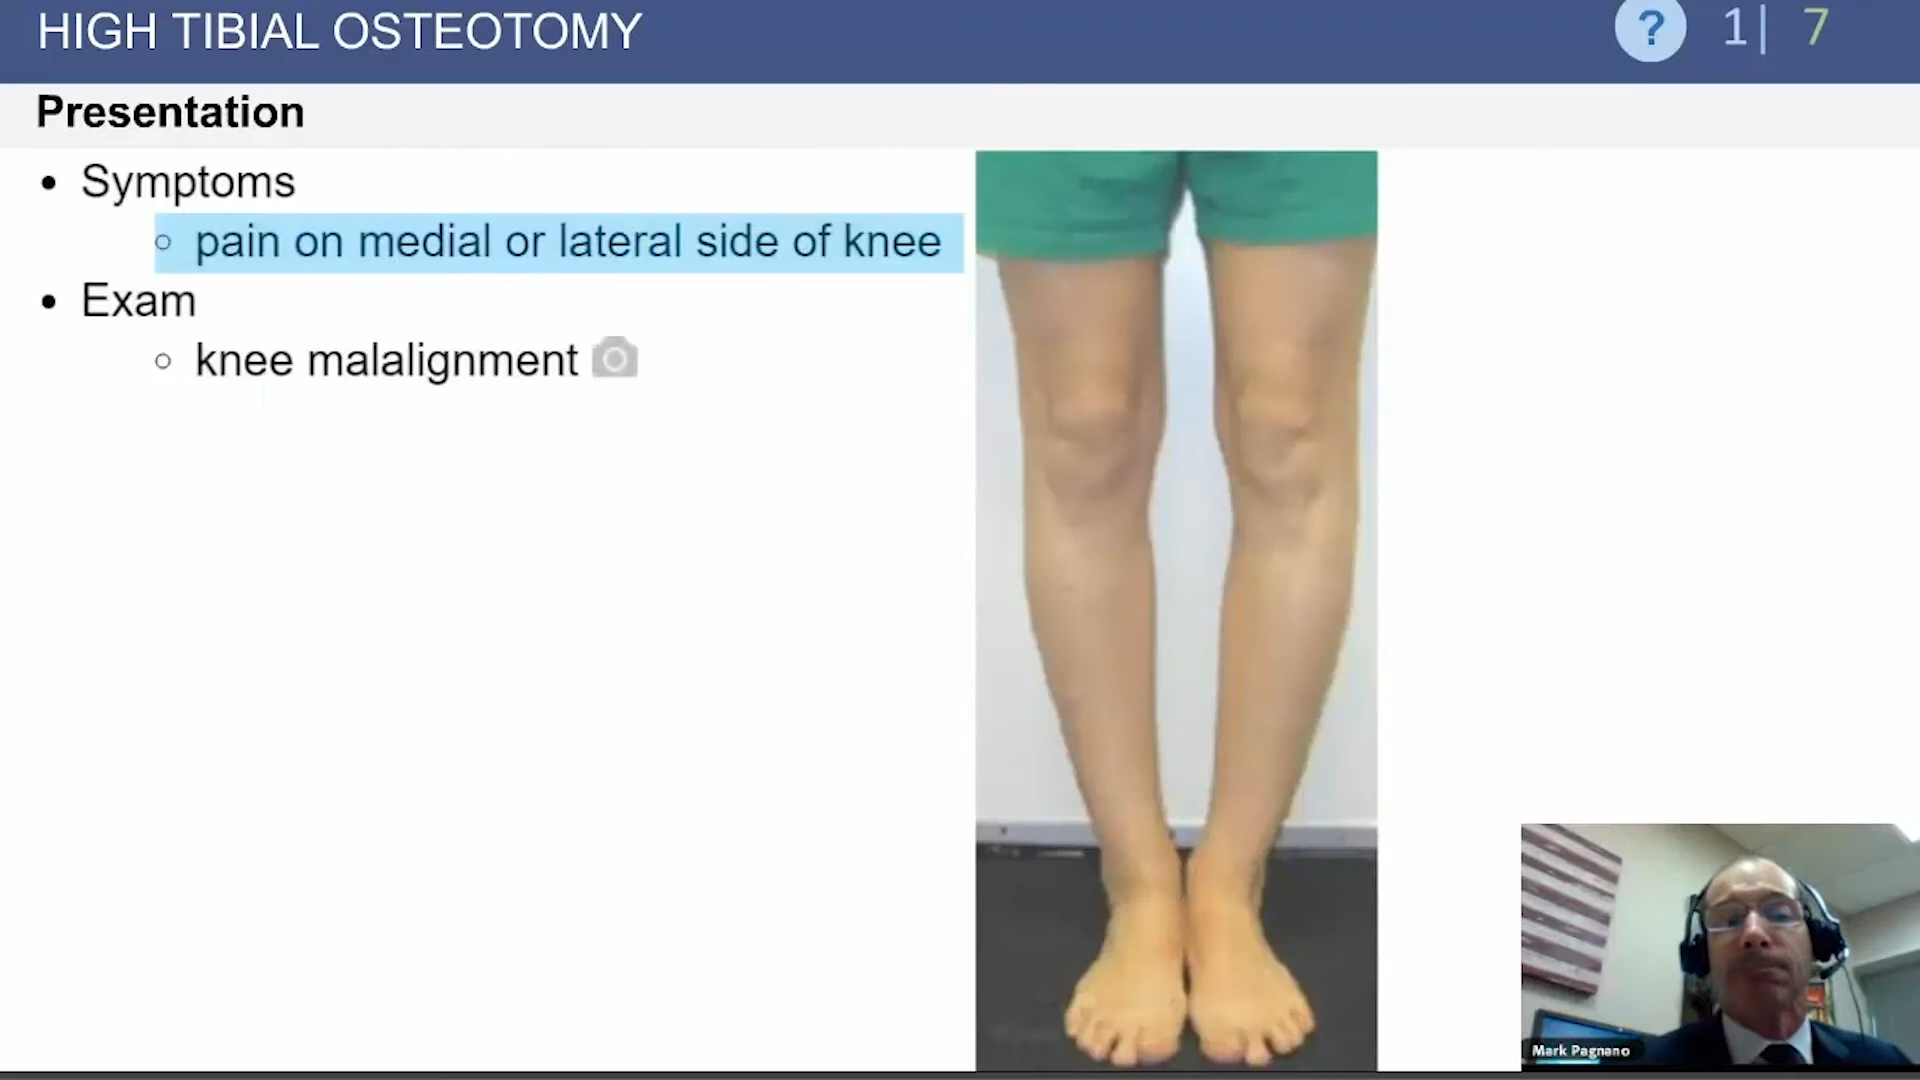 HIGH TIBIAL OSTEOTOMY
? 1| 7
Presentation
• Symptoms
○ pain on medial or lateral side of knee
• Exam
○ knee malalignment
Mark Pagnano